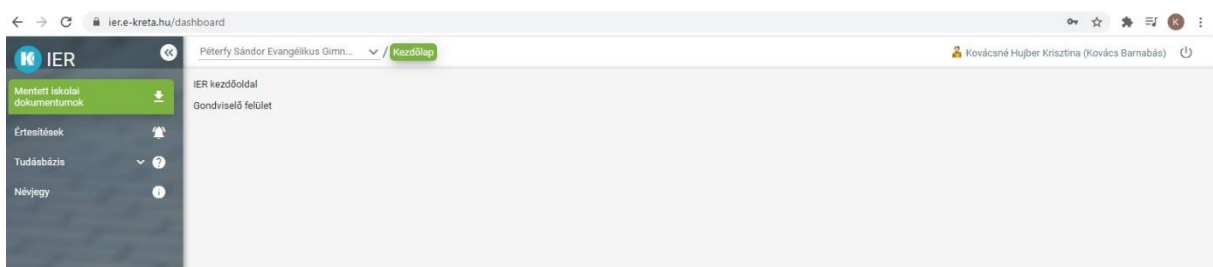 ier.e-kreta.hu/dashboard
K
IER
Péterfy Sándor Evangélikus Gimn...
/
Kezdőlap
Kovácsné Hujber Krisztina (Kovács Barnabás)
Mentett iskolai
dokumentumok
IER kezdőoldal
Gondviselő felület
Értesítések
Tudásbázis
Névjegy